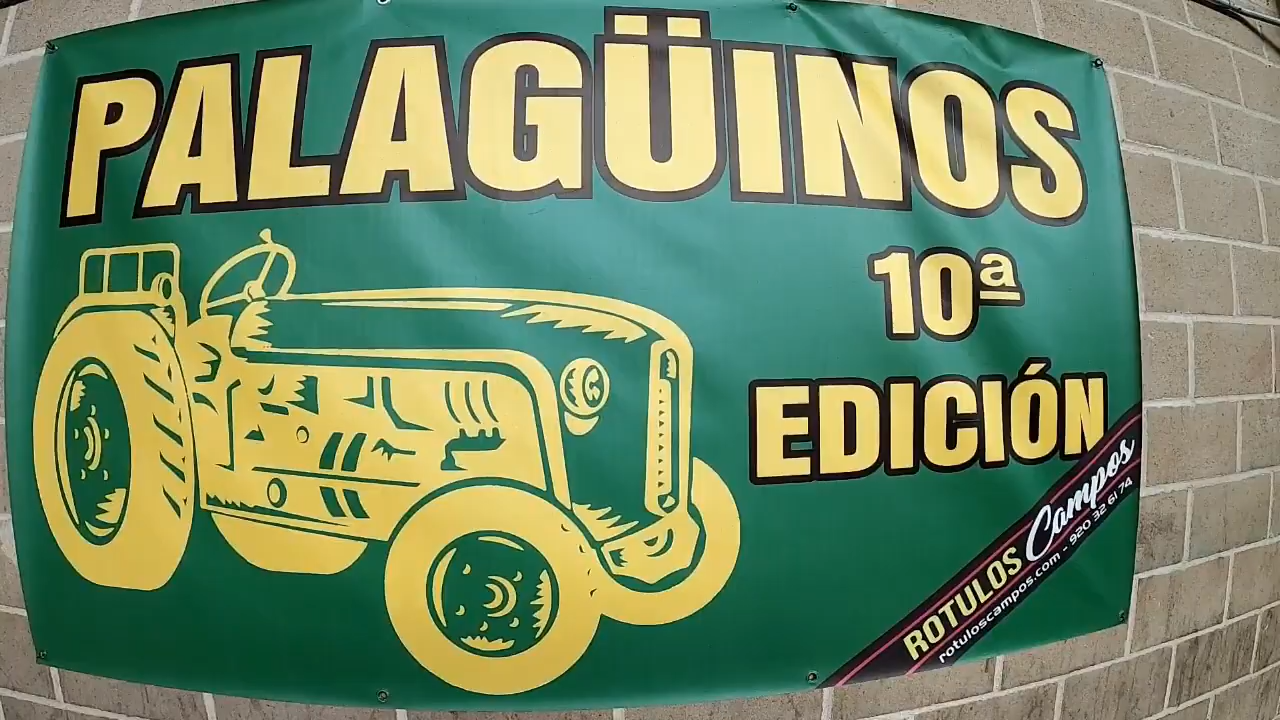 PALAGÜINOS
10ª
EDICIÓN
ROTULOS Campos
rotuloscampos.com - 920 32 61 74